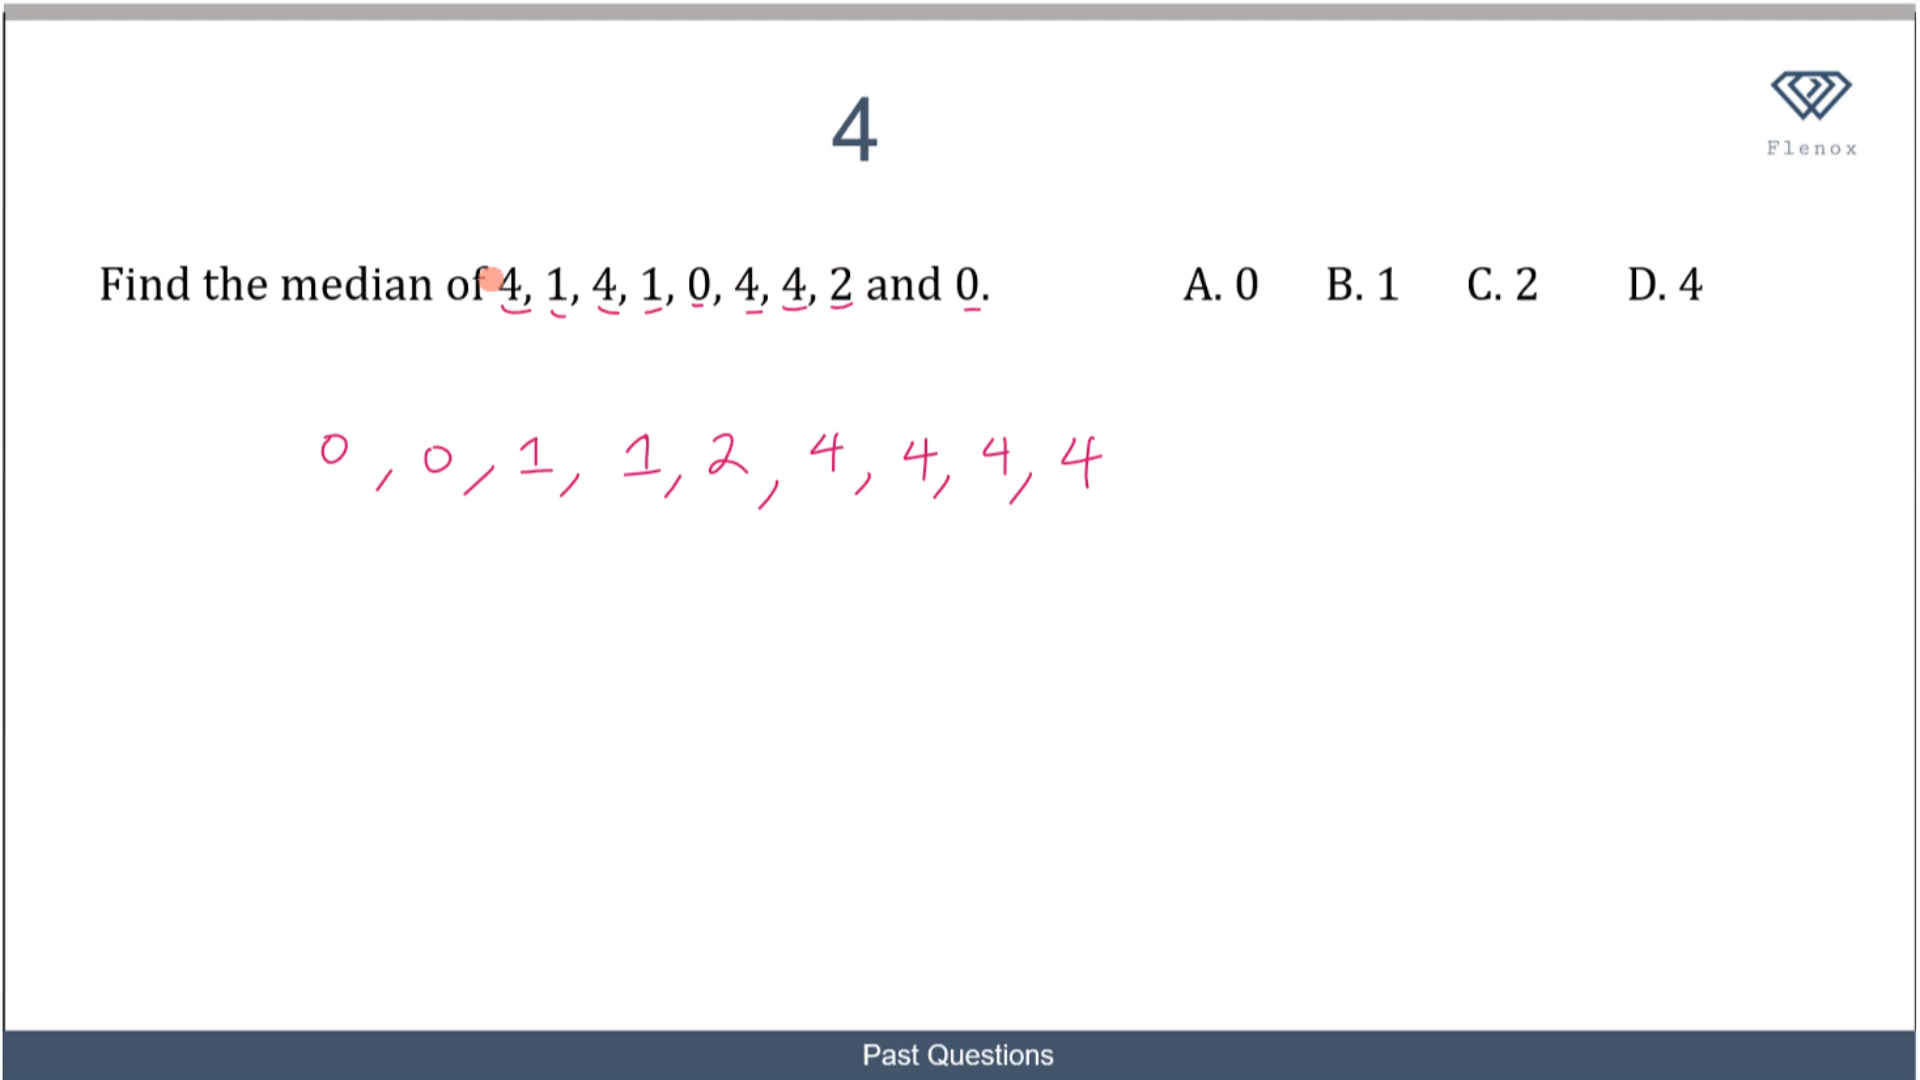 4
Flenox
Find the median of 4, 1, 4, 1, 0, 4, 4, 2 and 0. A. 0 B. 1 C. 2 D. 4
0, 0, 1, 1, 2, 4, 4, 4, 4
Past Questions